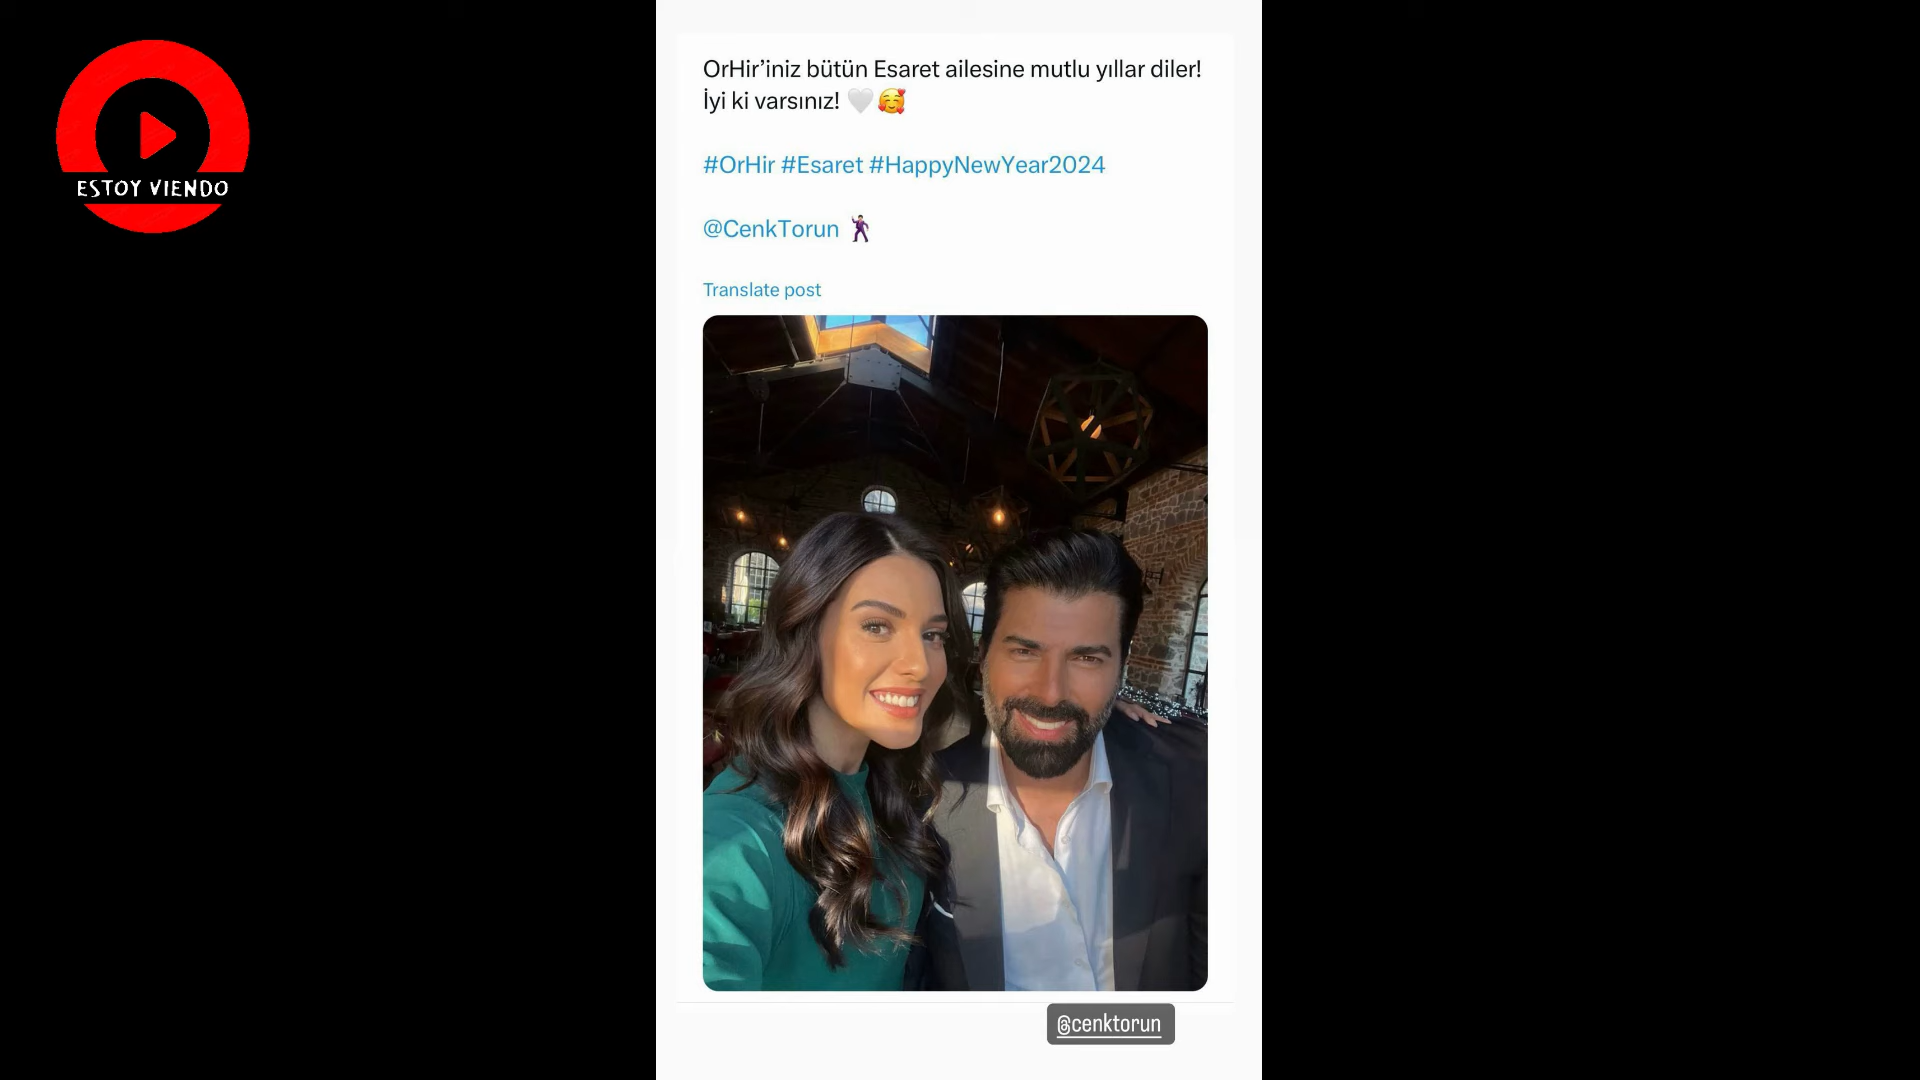 ESTOY VIENDO
OrHir’iniz bütün Esaret ailesine mutlu yıllar diler!
İyi ki varsınız! 🤍🥰
#OrHir #Esaret #HappyNewYear2024
@CenkTorun 🕺
Translate post
@cenktorun